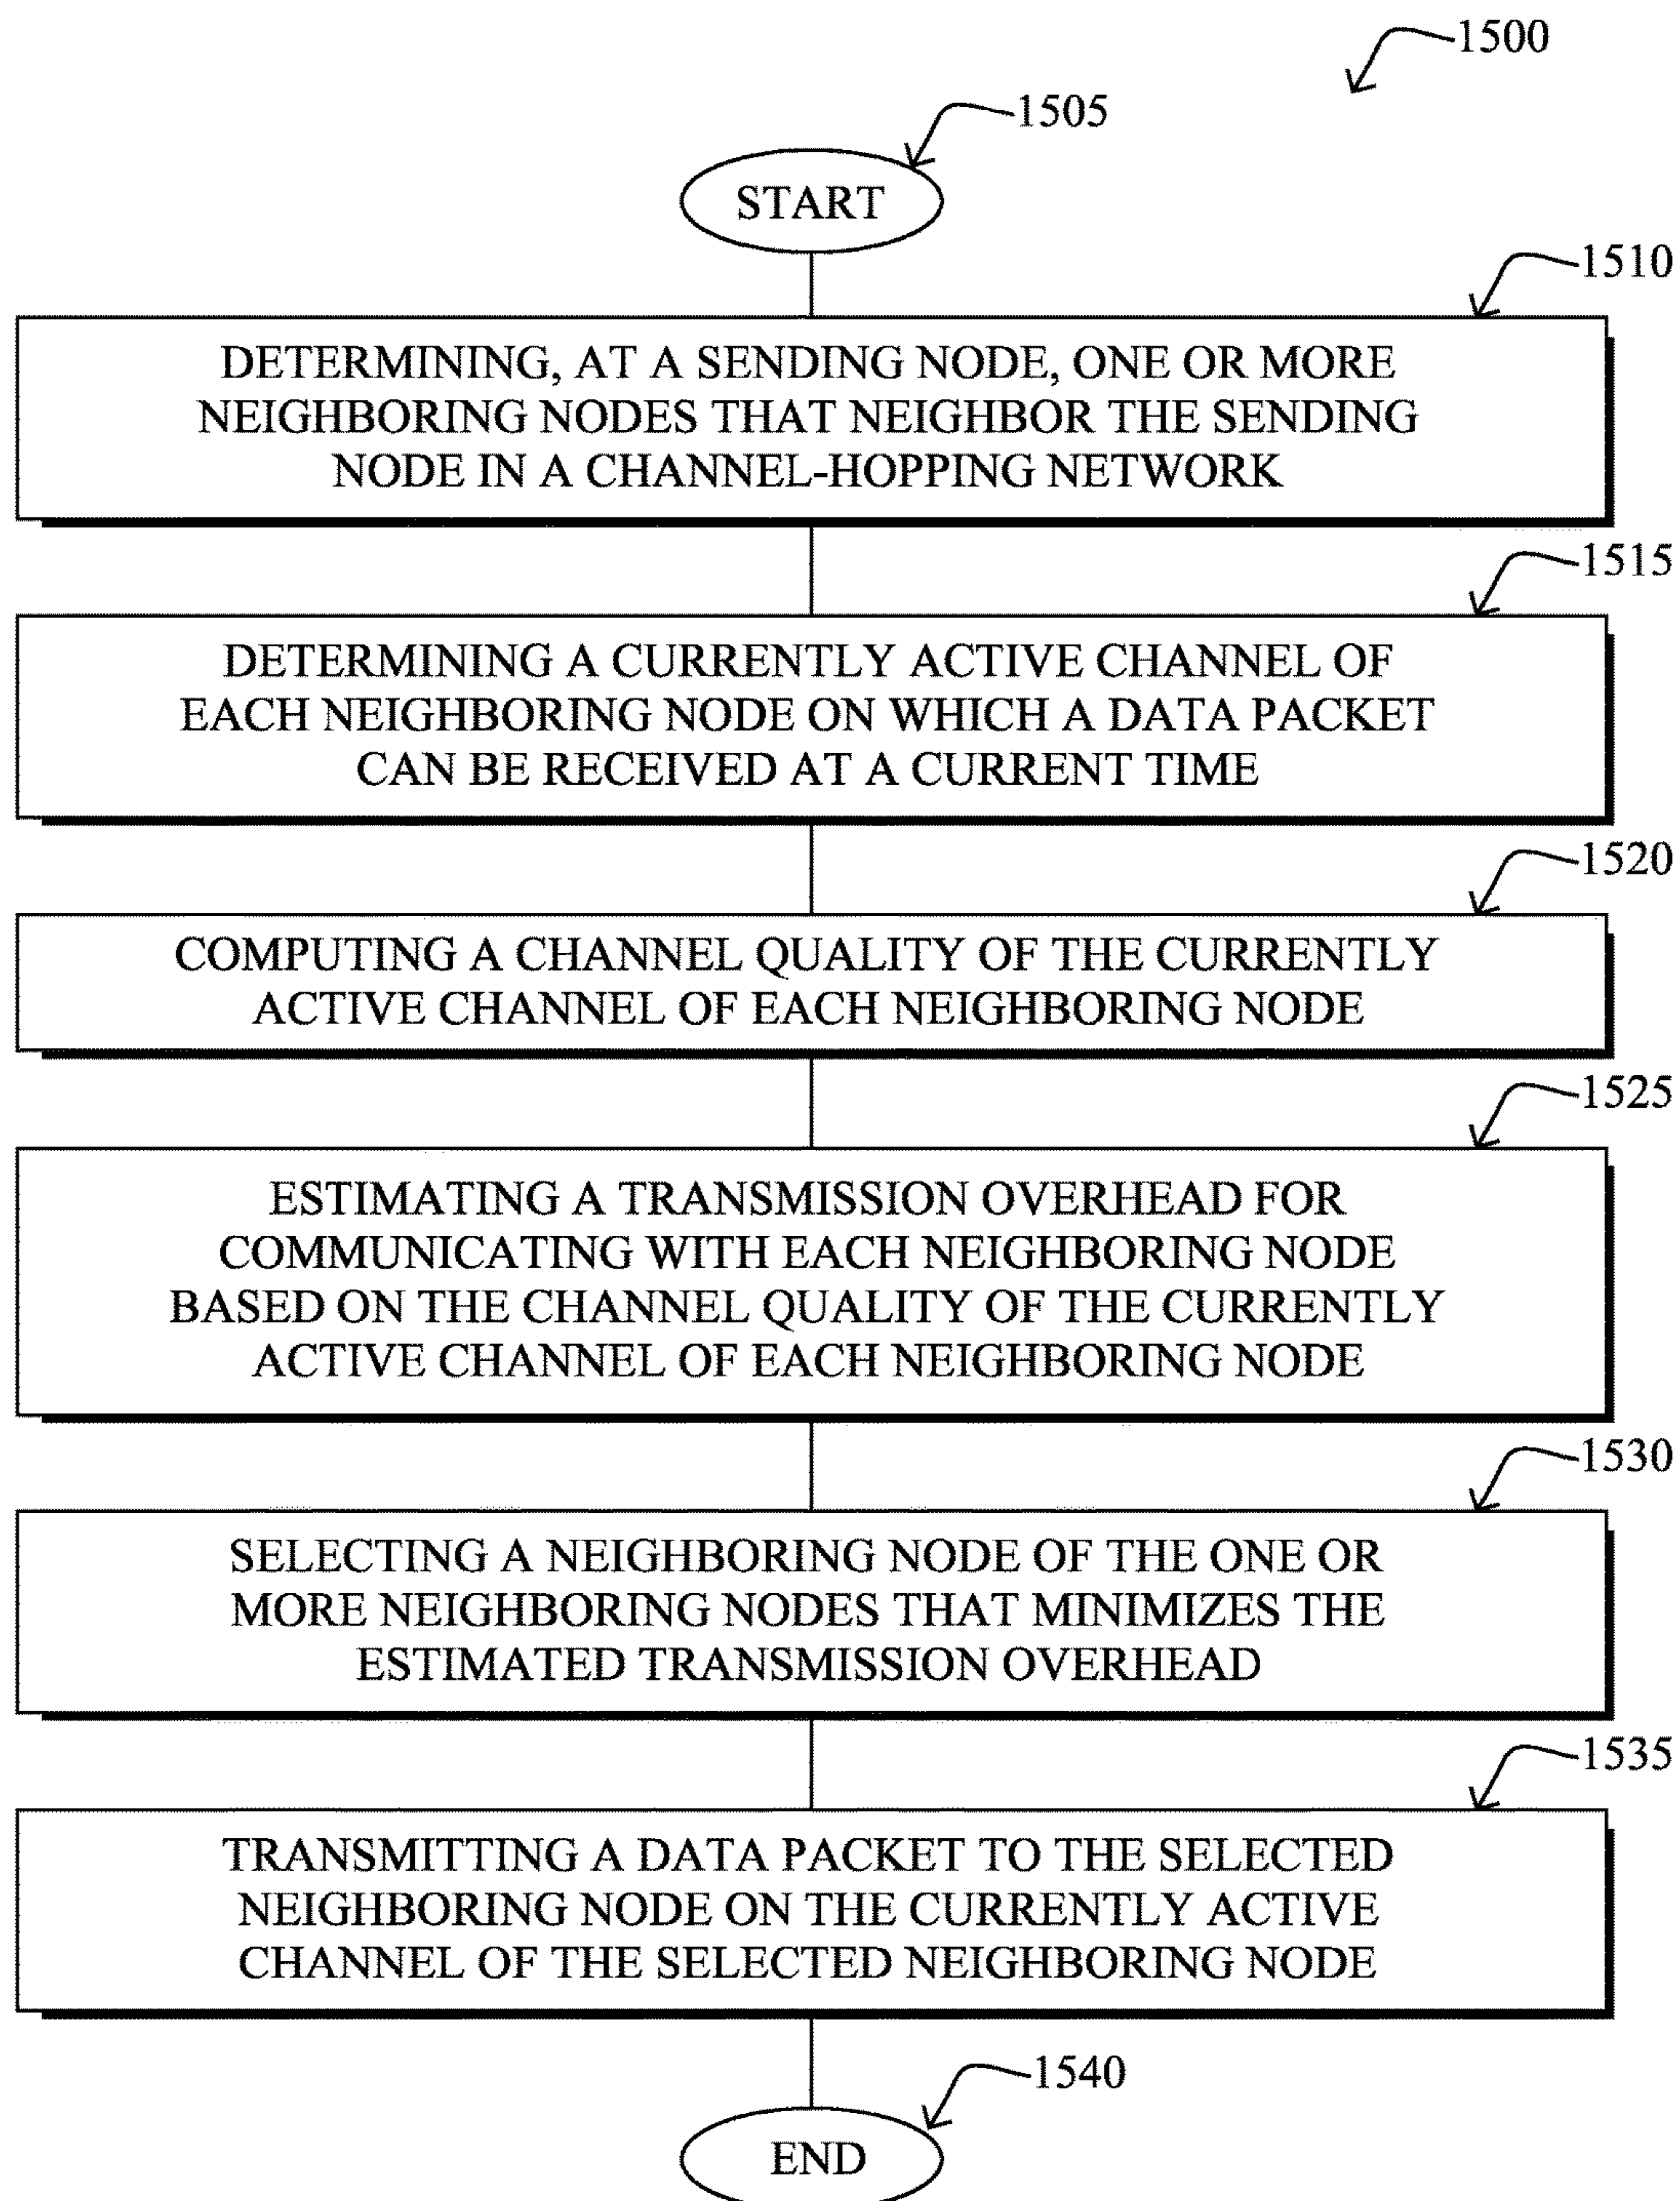 1500
1505
START
1510
DETERMINING, AT A SENDING NODE, ONE OR MORE
NEIGHBORING NODES THAT NEIGHBOR THE SENDING
NODE IN A CHANNEL-HOPPING NETWORK
1515
DETERMINING A CURRENTLY ACTIVE CHANNEL OF
EACH NEIGHBORING NODE ON WHICH A DATA PACKET
CAN BE RECEIVED AT A CURRENT TIME
1520
COMPUTING A CHANNEL QUALITY OF THE CURRENTLY
ACTIVE CHANNEL OF EACH NEIGHBORING NODE
1525
ESTIMATING A TRANSMISSION OVERHEAD FOR
COMMUNICATING WITH EACH NEIGHBORING NODE
BASED ON THE CHANNEL QUALITY OF THE CURRENTLY
ACTIVE CHANNEL OF EACH NEIGHBORING NODE
1530
SELECTING A NEIGHBORING NODE OF THE ONE OR
MORE NEIGHBORING NODES THAT MINIMIZES THE
ESTIMATED TRANSMISSION OVERHEAD
1535
TRANSMITTING A DATA PACKET TO THE SELECTED
NEIGHBORING NODE ON THE CURRENTLY ACTIVE
CHANNEL OF THE SELECTED NEIGHBORING NODE
1540
END